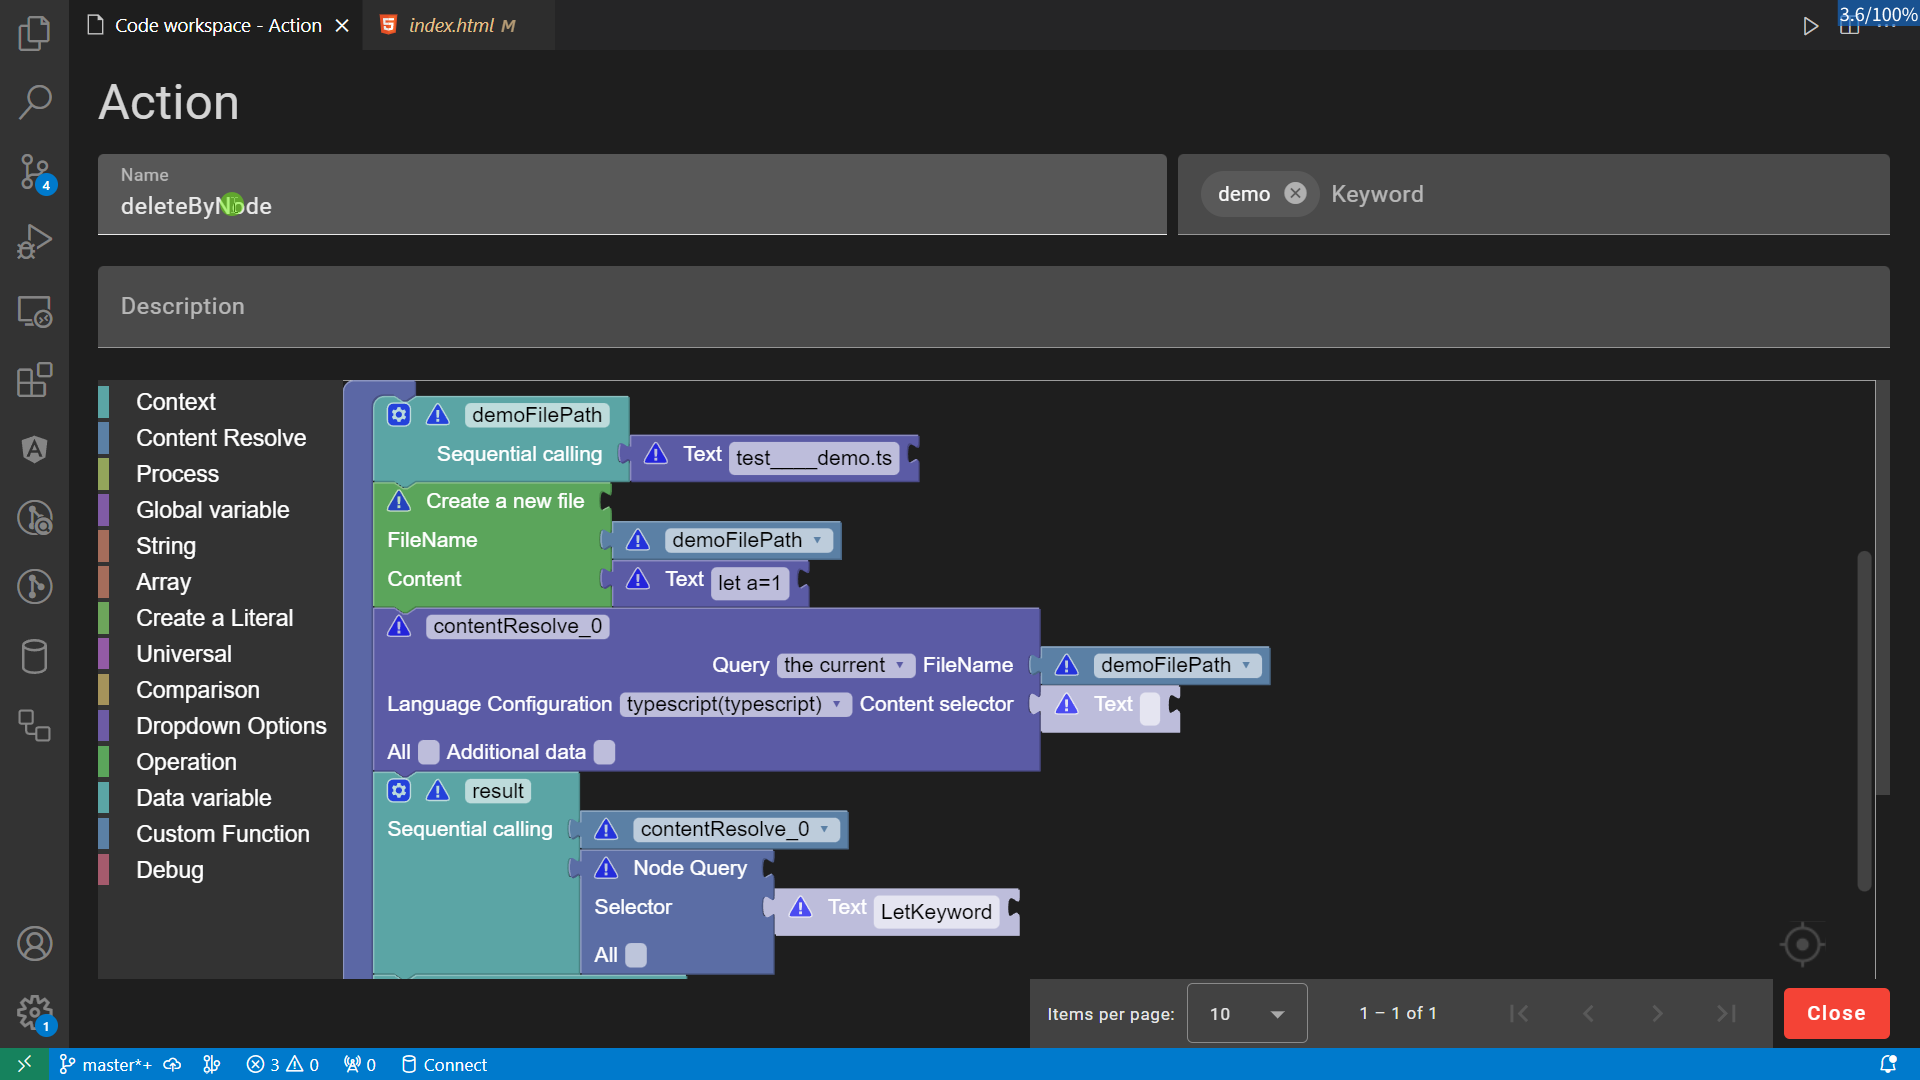 Code workspace - Action
index.html M
3.6/100%
Action
Name
deleteByNode
demo
Keyword
4
Description
Context
Content Resolve
Process
Global variable
String
Array
Create a Literal
Universal
Comparison
Dropdown Options
Operation
Data variable
Custom Function
Debug
demoFilePath
Sequential calling Text test____demo.ts
Create a new file
FileName demoFilePath
Content Text let a=1
contentResolve_0
Query the current FileName demoFilePath
Language Configuration typescript(typescript) Content selector Text
All Additional data
result
Sequential calling contentResolve_0
Node Query
Selector Text LetKeyword
All
Items per page: 10 1 – 1 of 1 Close
1
master*+ 3 0 0 Connect